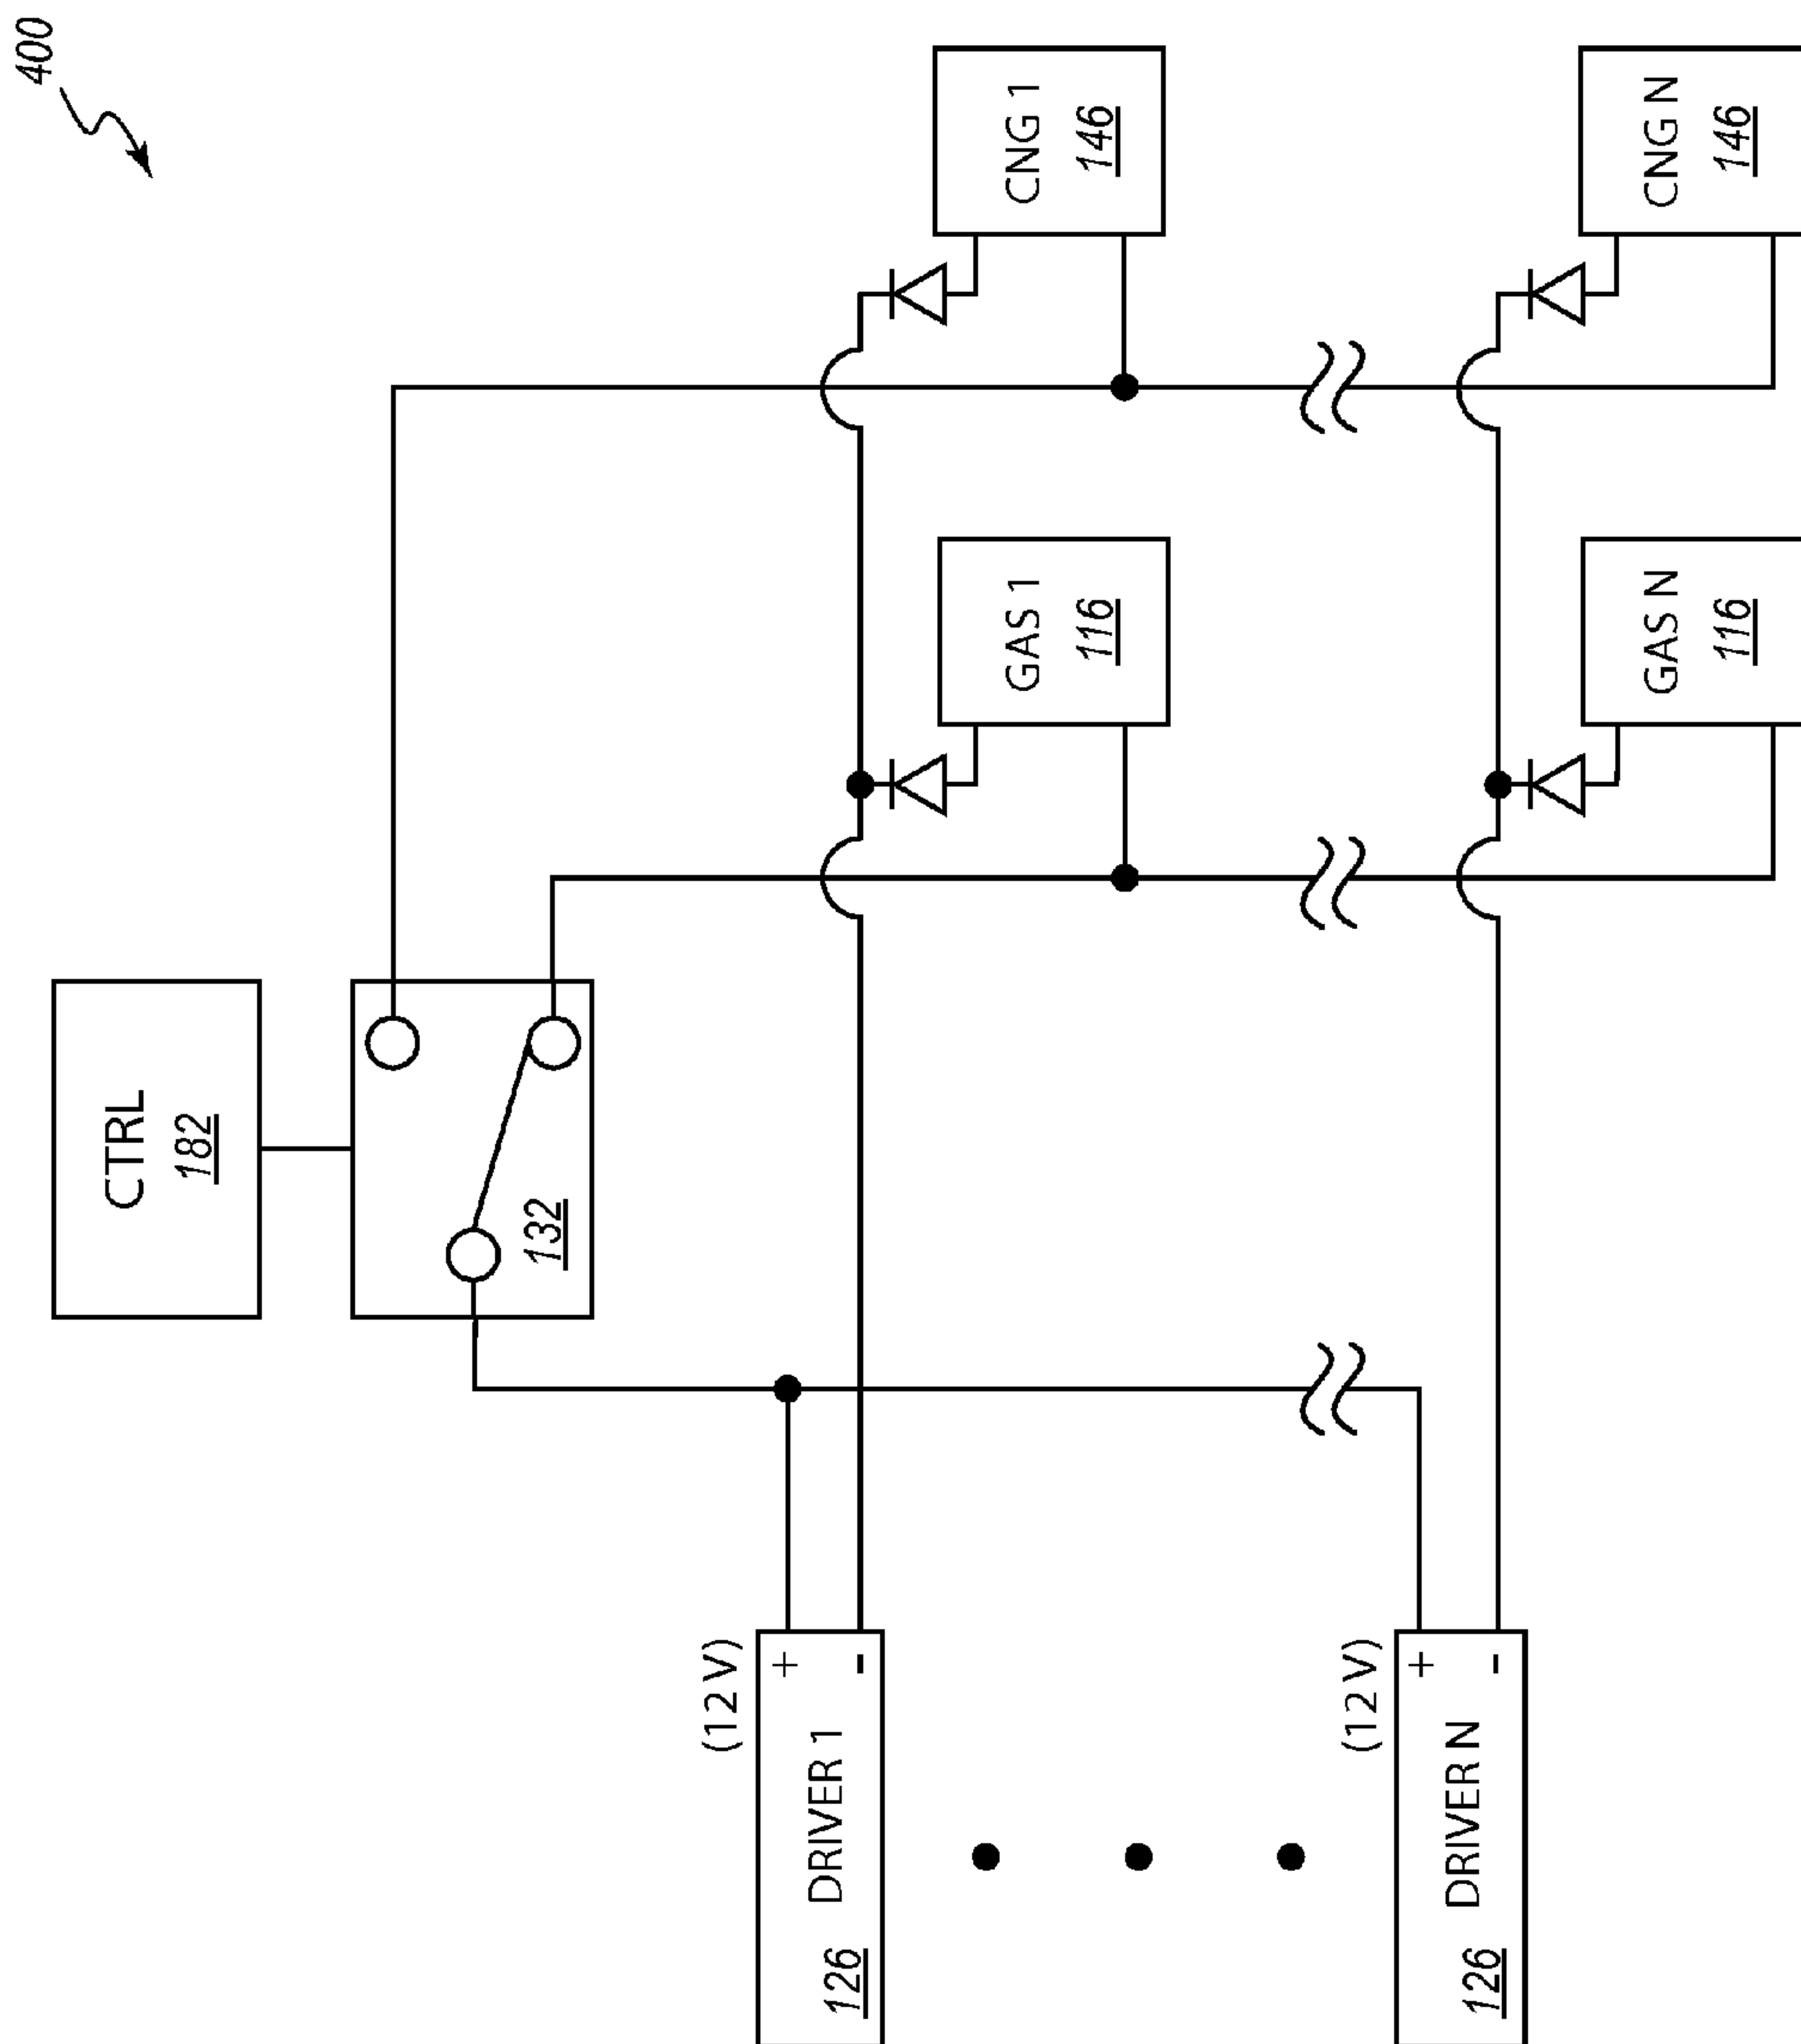 400
CTRL
182
132
CNG 1
146
CNG N
146
GAS 1
116
GAS N
116
(12 V)
+
-
DRIVER 1
126
(12 V)
+
-
DRIVER N
126